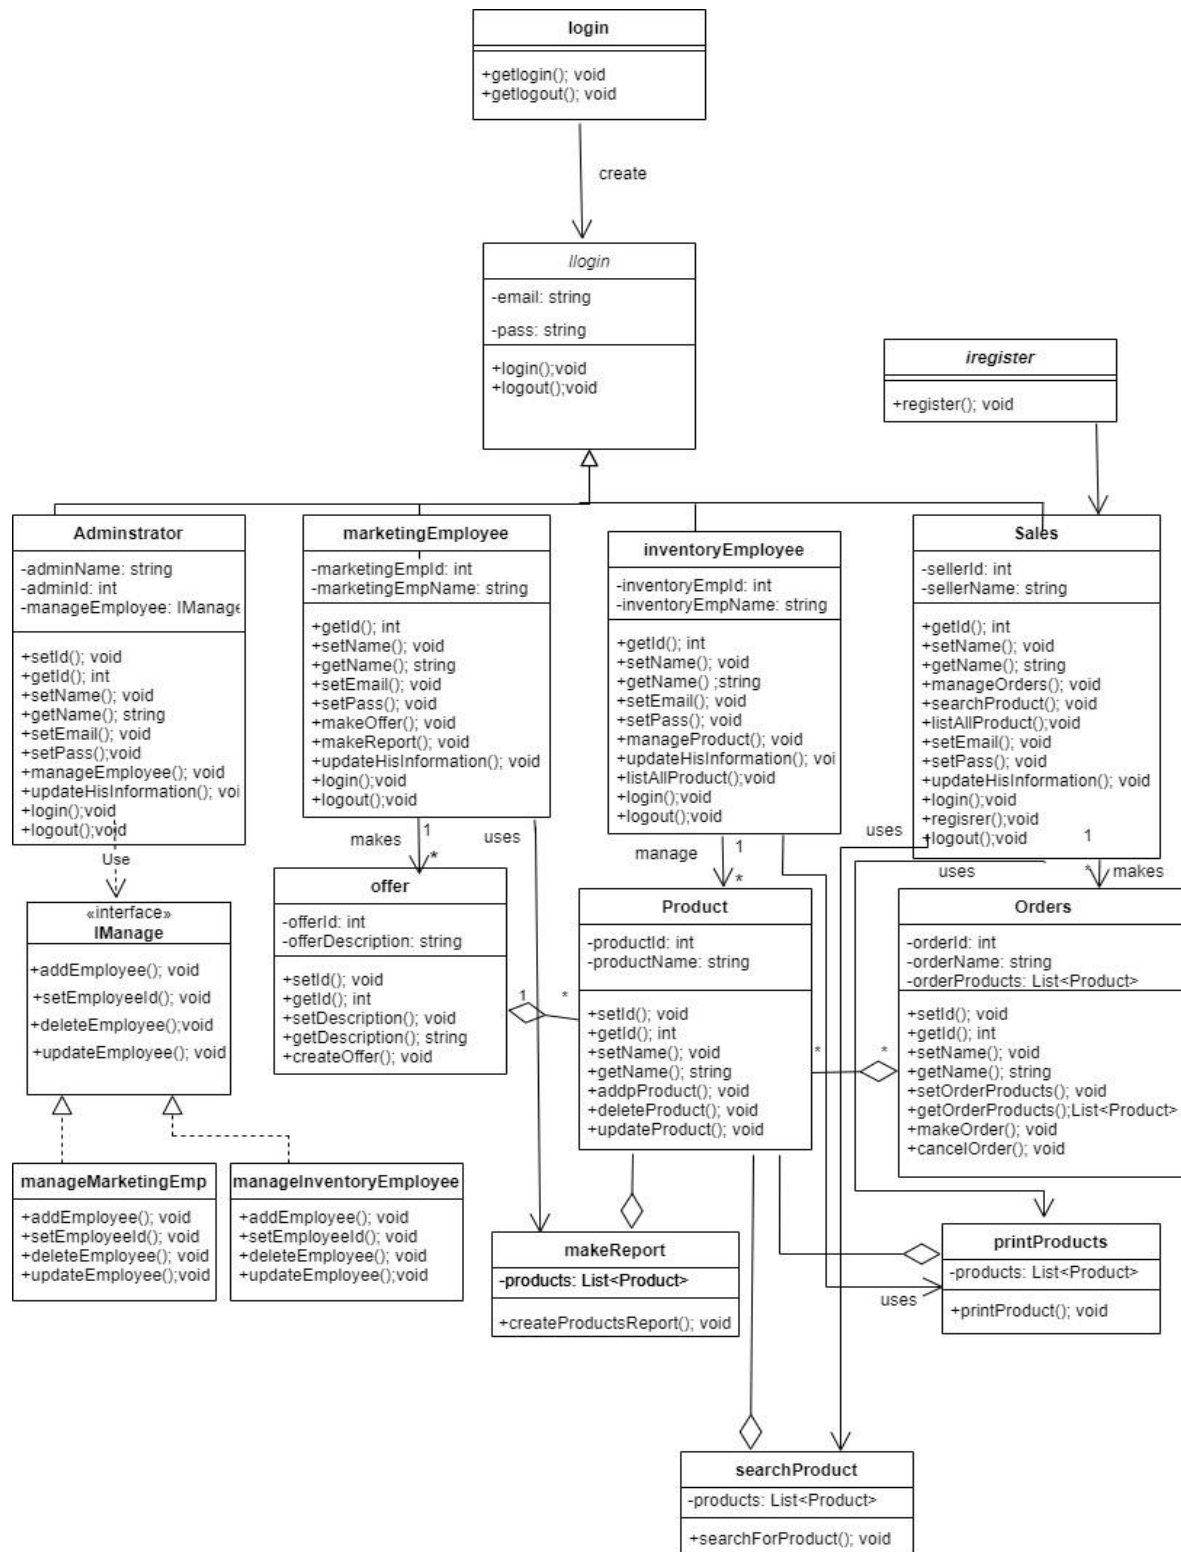 login
+getlogin(); void
+getlogout(); void
create
Ilogin
-email: string
-pass: string
+login();void
+logout();void
iregister
+register(); void
Adminstrator
-adminName: string
-adminId: int
-manageEmployee: IManage
+setId(); void
+getId(); int
+setName(); void
+getName(); string
+setEmail(); void
+setPass();void
+manageEmployee(); void
+updateHisInformation(); voi
+login();void
+logout();void
Use
marketingEmployee
-marketingEmpId: int
-marketingEmpName: string
+getId(); int
+setName(); void
+getName(); string
+setEmail(); void
+setPass(); void
+makeOffer(); void
+makeReport(); void
+updateHisInformation(); void
+login();void
+logout;void
makes
1
*
uses
inventoryEmployee
-inventoryEmpId: int
-inventoryEmpName: string
+getId(); int
+setName(); void
+getName() ;string
+setEmail(); void
+setPass(); void
+manageProduct(); void
+updateHisInformation(); voi
+listAllProduct();void
+login();void
+logout();void
manage
1
*
Sales
-sellerId: int
-sellerName: string
+getId(); int
+setName(); void
+getName(); string
+manageOrders(); void
+searchProduct(); void
+listAllProduct();void
+setEmail(); void
+setPass(); void
+updateHisInformation(); void
+login();void
+regisrer();void
+logout();void
uses
1
uses
*
makes
«interface»
IManage
+addEmployee(); void
+setEmployeeId(); void
+deleteEmployee();void
+updateEmployee(); void
offer
-offerId: int
-offerDescription: string
+setId(); void
+getId(); int
+setDescription(); void
+getDescription(); string
+createOffer(); void
1
*
Product
-productId: int
-productName: string
+setId(); void
+getId(); int
+setName(); void
+getName(); string
+addpProduct(); void
+deleteProduct(); void
+updateProduct(); void
*
*
Orders
-orderId: int
-orderName: string
-orderProducts: List<Product>
+setId(); void
+getId(); int
+setName(); void
+getName(); string
+setOrderProducts(); void
+getOrderProducts();List<Product>
+makeOrder(); void
+cancelOrder(); void
manageMarketingEmp
+addEmployee(); void
+setEmployeeId(); void
+deleteEmployee(); void
+updateEmployee();void
manageInventoryEmployee
+addEmployee(); void
+setEmployeeId(); void
+deleteEmployee(); void
+updateEmployee();void
makeReport
-products: List<Product>
+createProductsReport(); void
uses
printProducts
-products: List<Product>
+printProduct(); void
searchProduct
-products: List<Product>
+searchForProduct(); void